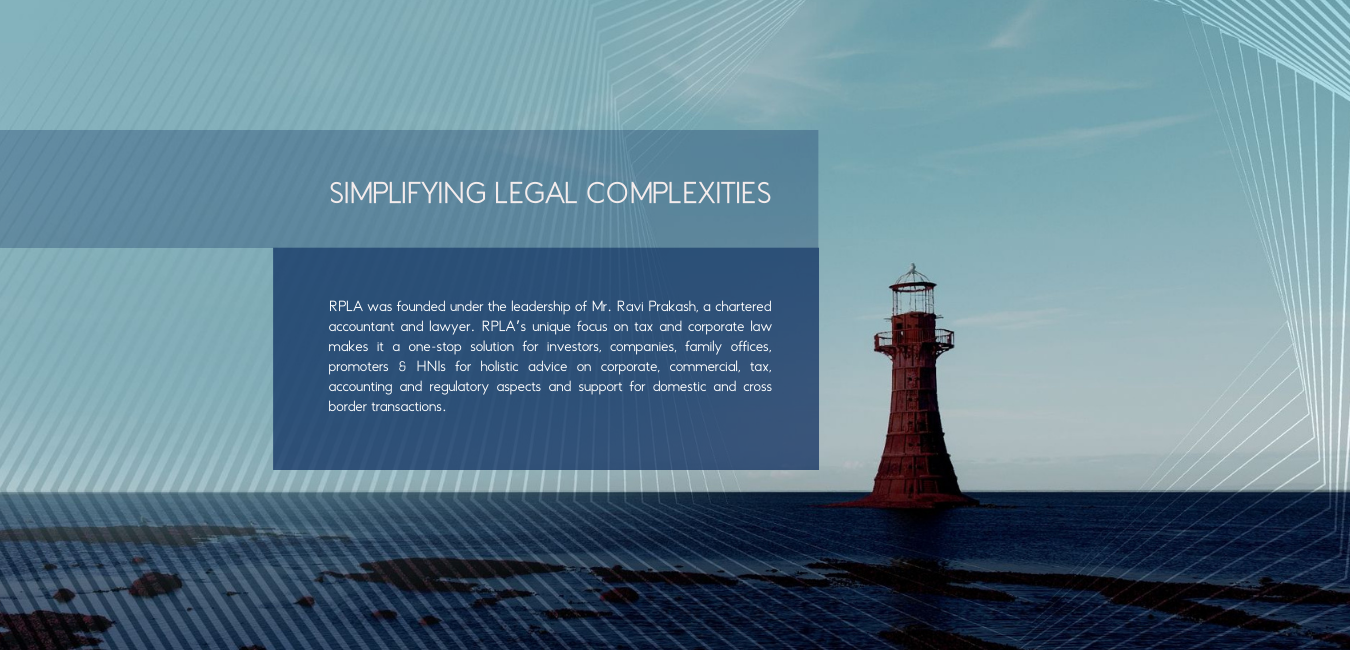 SIMPLIFYING LEGAL COMPLEXITIES
RPLA was founded under the leadership of Mr. Ravi Prakash, a chartered
accountant and lawyer. RPLA's unique focus on tax and corporate law
makes it a one-stop solution for investors, companies, family offices,
promoters & HNIs for holistic advice on corporate, commercial, tax,
accounting and regulatory aspects and support for domestic and cross
border transactions.